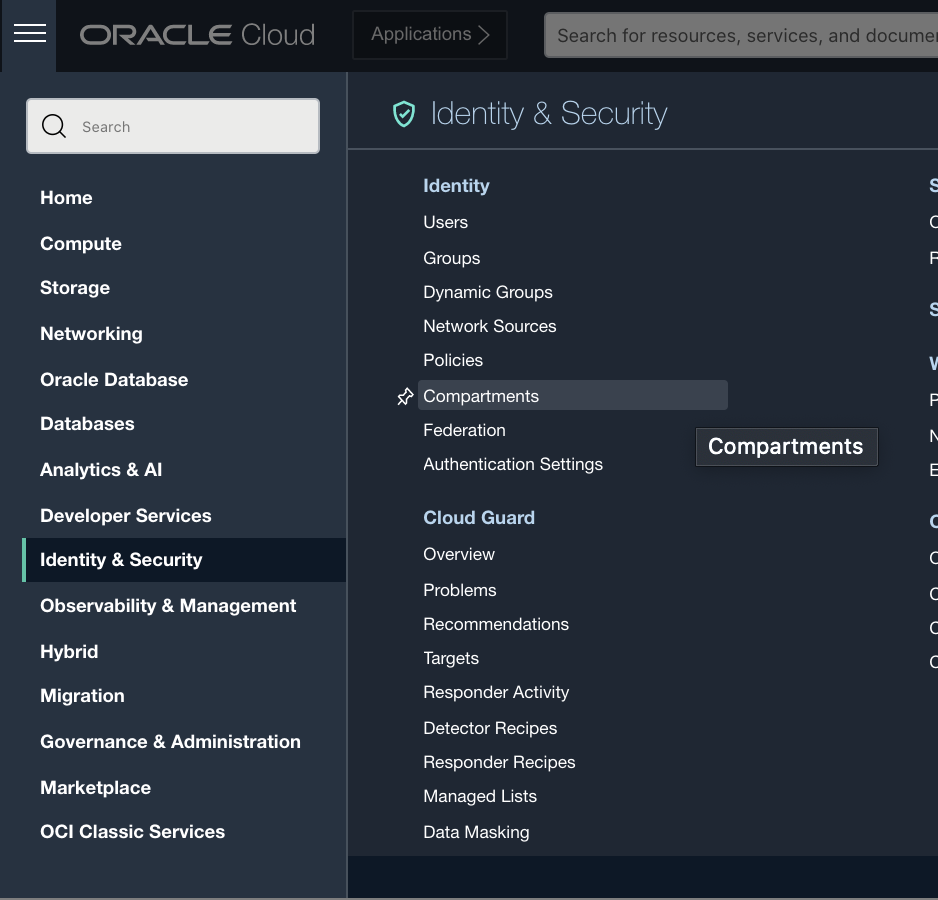 ORACLE Cloud
Applications
Search for resources, services, and
Search
Home
Compute
Storage
Networking
Oracle Database
Databases
Analytics & AI
Developer Services
Identity & Security
Observability & Management
Hybrid
Migration
Governance & Administration
Marketplace
OCI Classic Services
Identity & Security
Identity
Users
Groups
Dynamic Groups
Network Sources
Policies
Compartments
Federation
Authentication Settings
Compartments
Cloud Guard
Overview
Problems
Recommendations
Targets
Responder Activity
Detector Recipes
Responder Recipes
Managed Lists
Data Masking